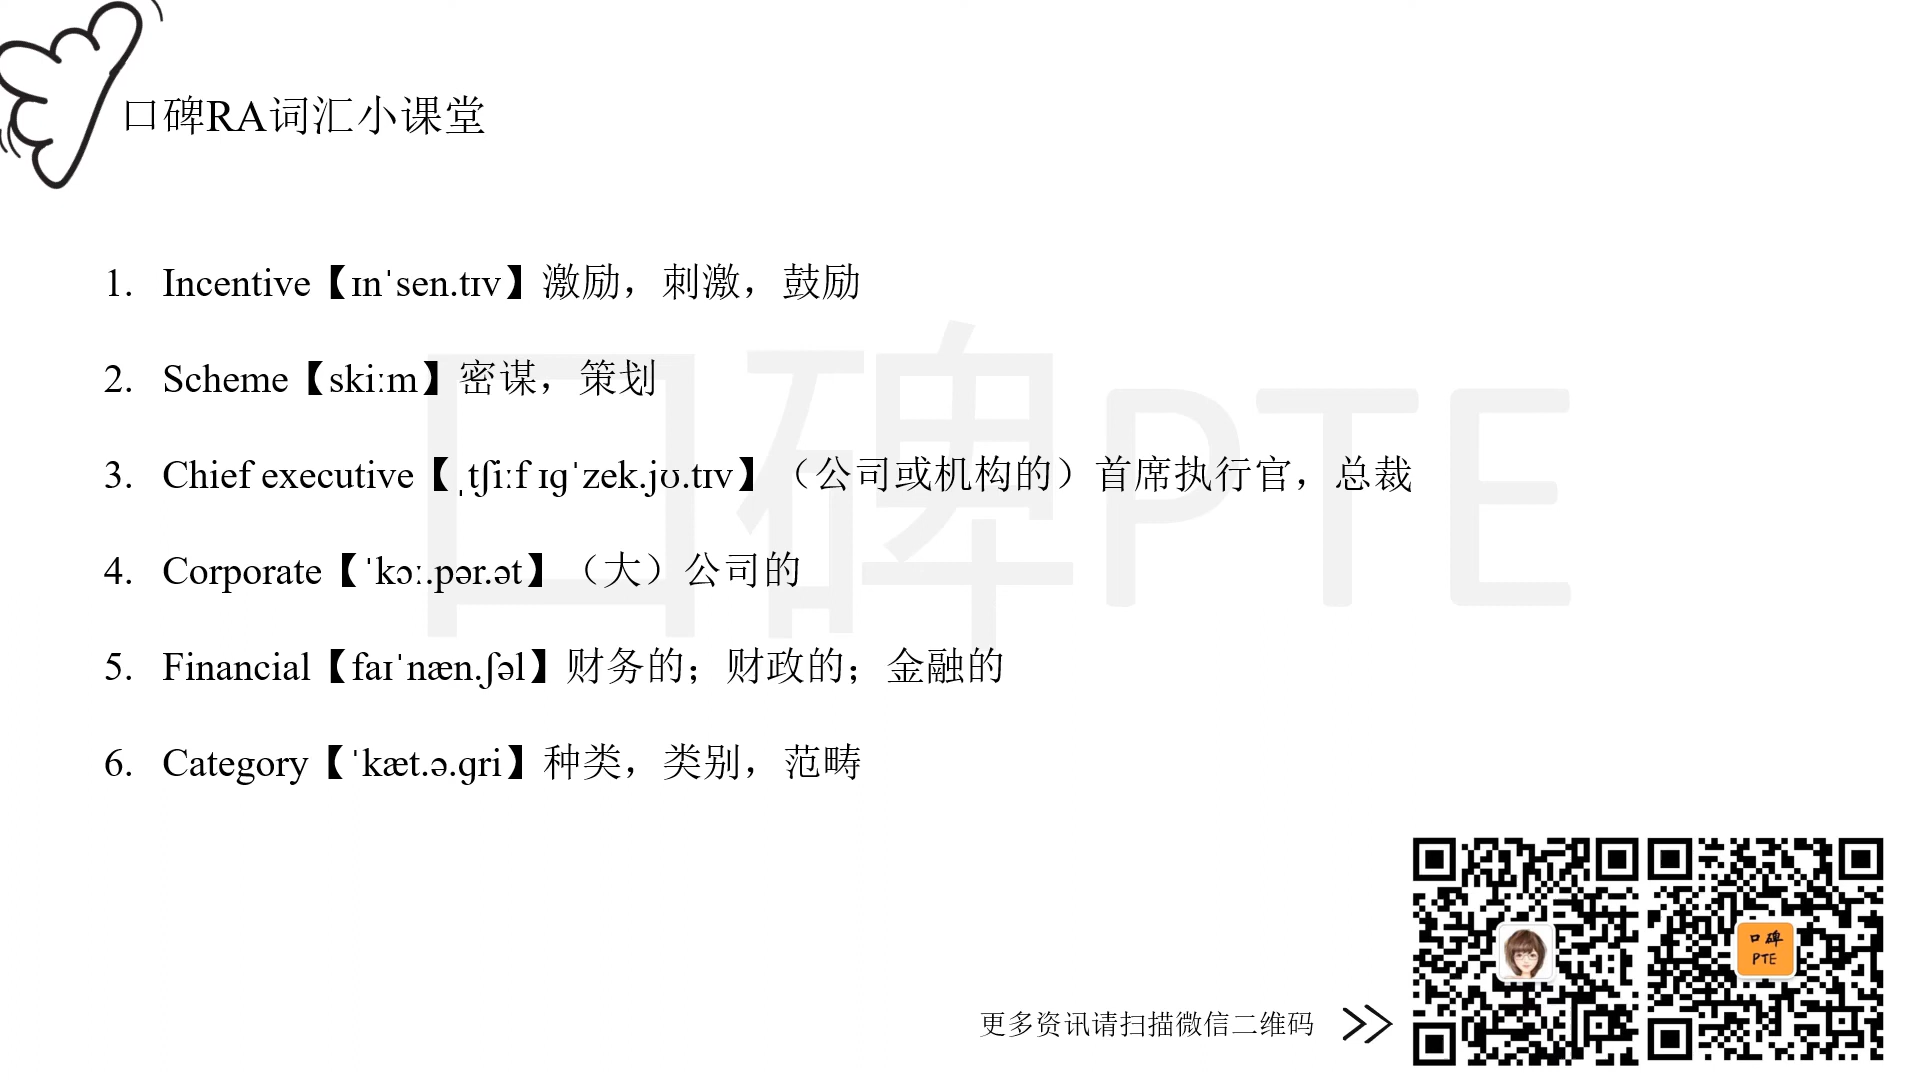 口碑RA词汇小课堂
1. Incentive【ɪnˈsen.tɪv】激励，刺激，鼓励
2. Scheme【skiːm】密谋，策划
3. Chief executive【ˌtʃiːf ɪɡˈzek.jʊ.tɪv】（公司或机构的）首席执行官，总裁
4. Corporate【ˈkɔː.pər.ət】（大）公司的
5. Financial【faɪˈnæn.ʃəl】财务的；财政的；金融的
6. Category【ˈkæt.ə.ɡri】种类，类别，范畴
口碑PTE
口碑
PTE
更多资讯请扫描微信二维码